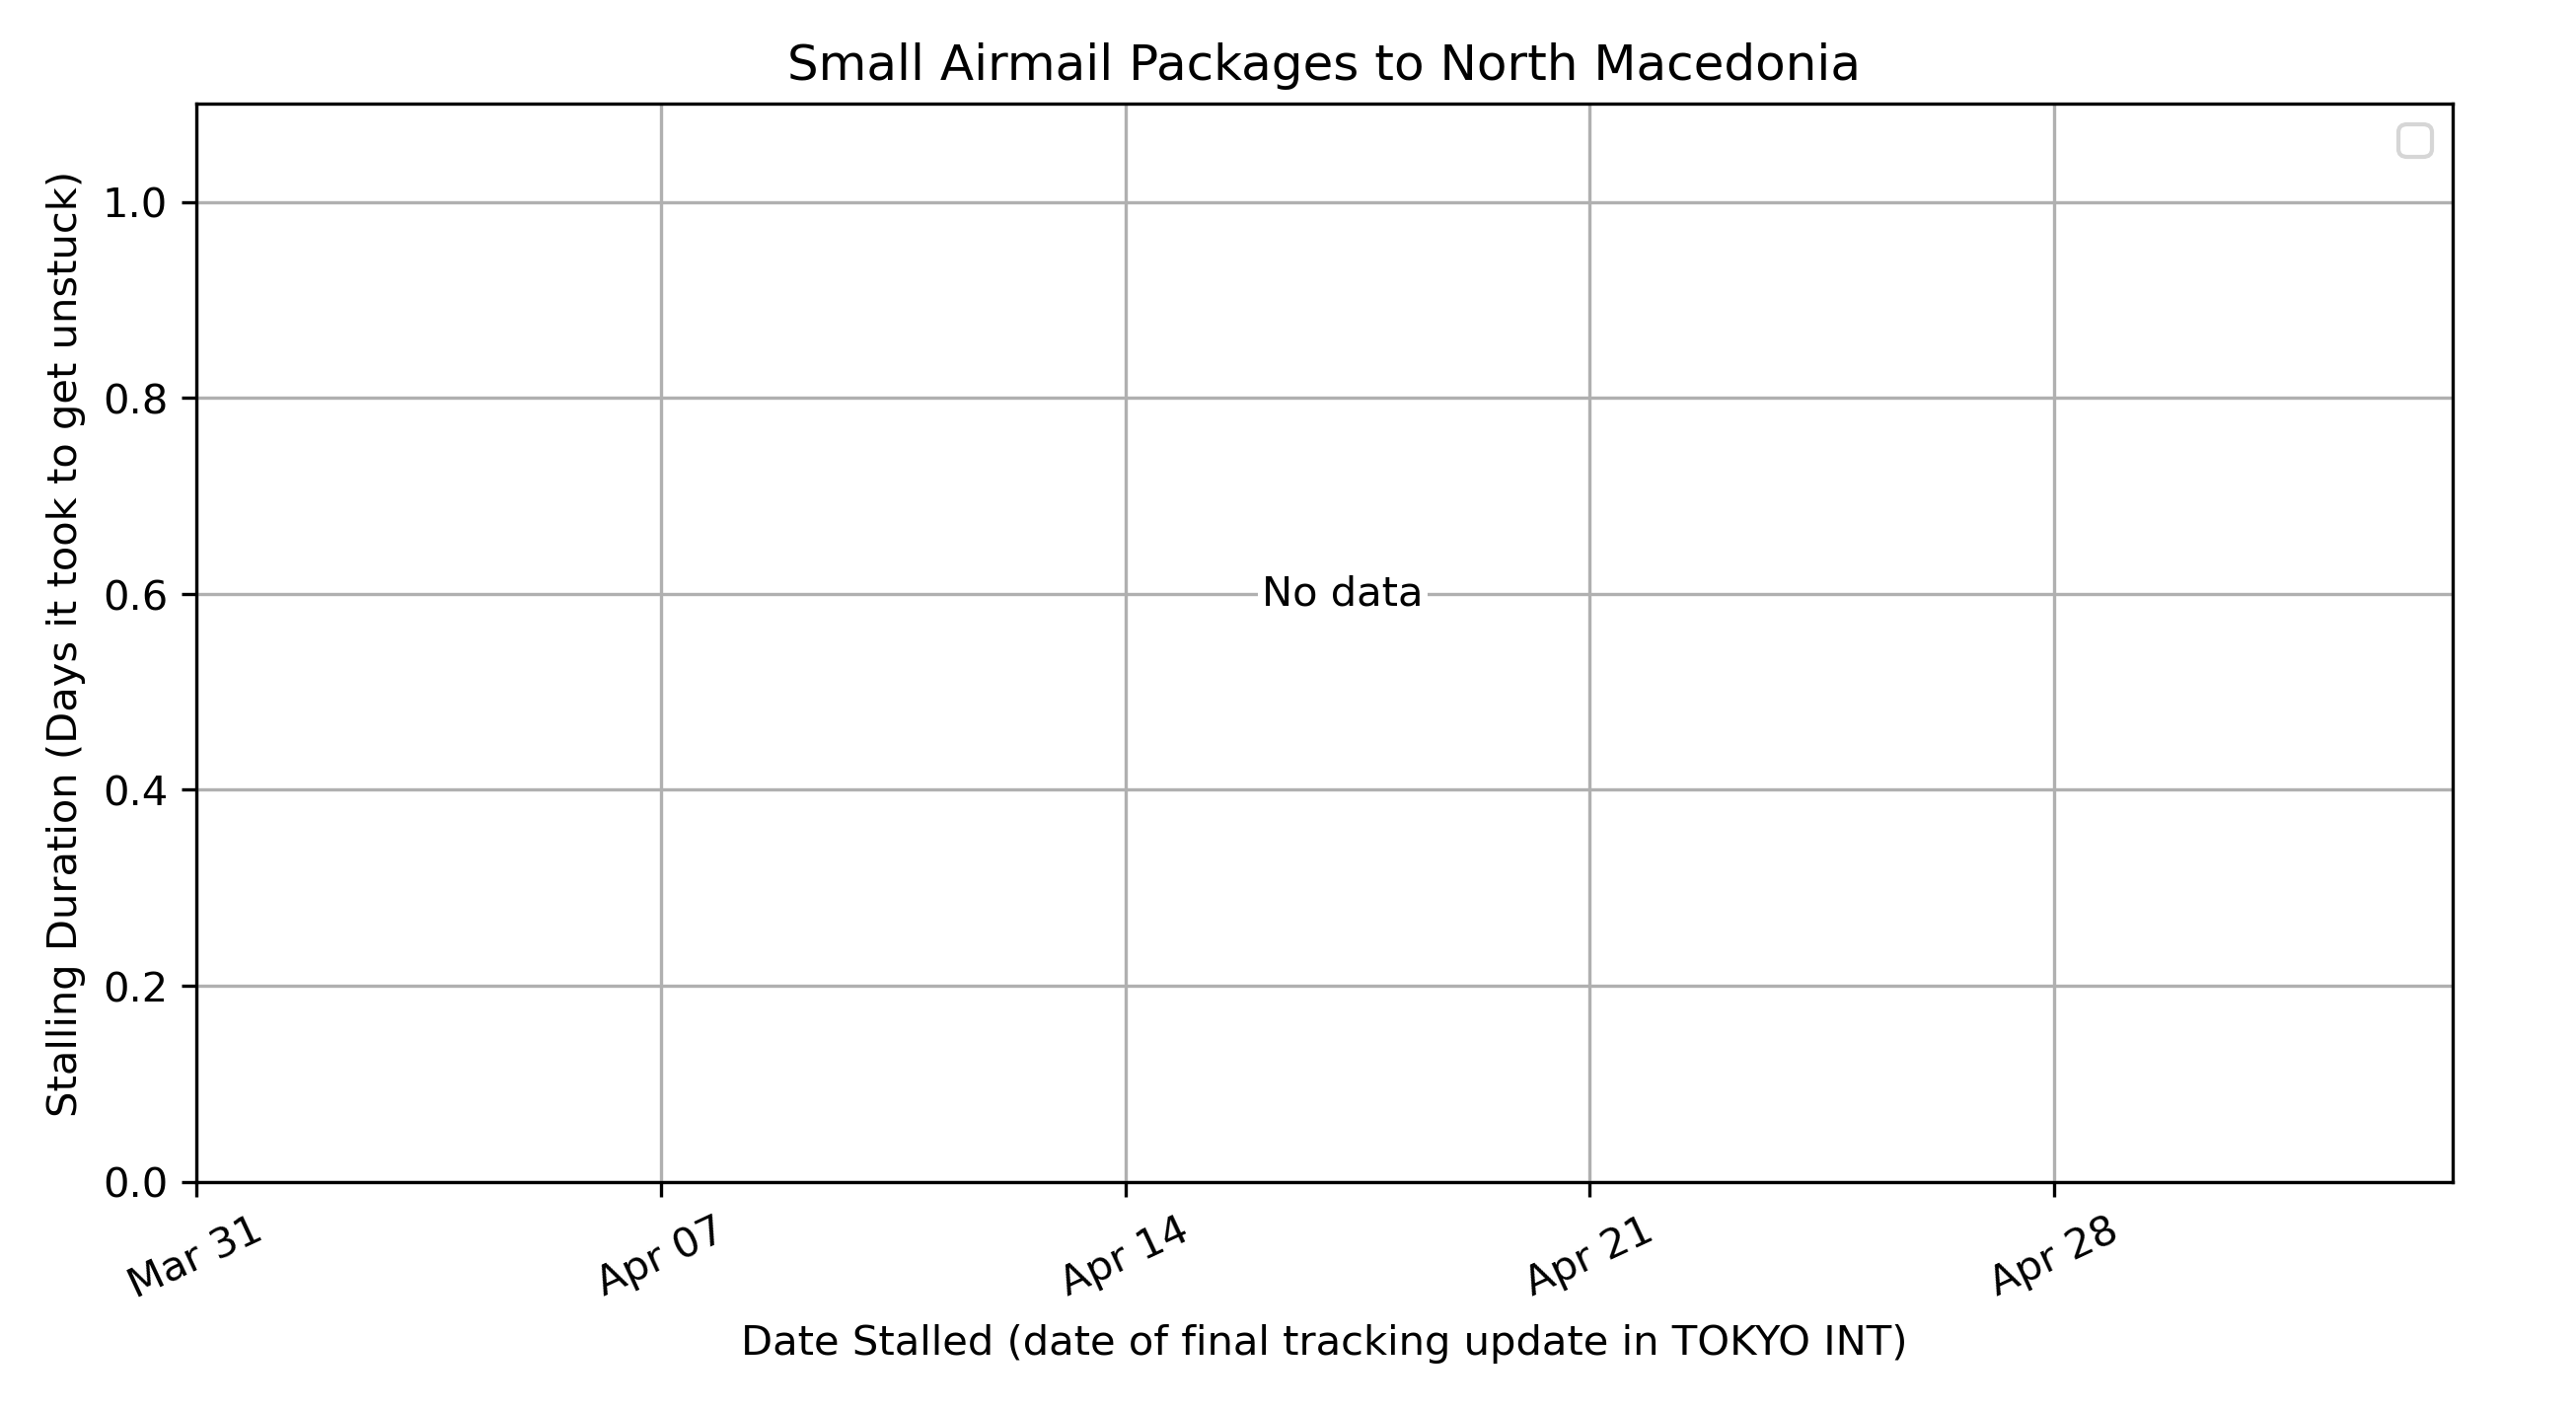 Small Airmail Packages to North Macedonia
Stalling Duration (Days it took to get unstuck)
1.0
0.8
0.6
0.4
0.2
0.0
No data
Mar 31
Apr 07
Apr 14
Apr 21
Apr 28
Date Stalled (date of final tracking update in TOKYO INT)